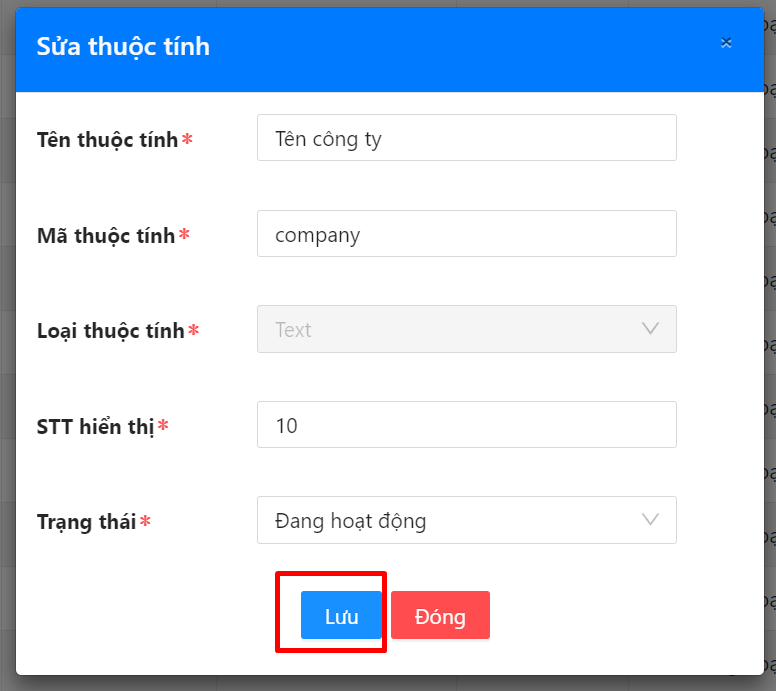 Sửa thuộc tính
Tên thuộc tính* Tên công ty
Mã thuộc tính* company
Loại thuộc tính* Text
STT hiển thị* 10
Trạng thái* Đang hoạt động
Lưu Đóng